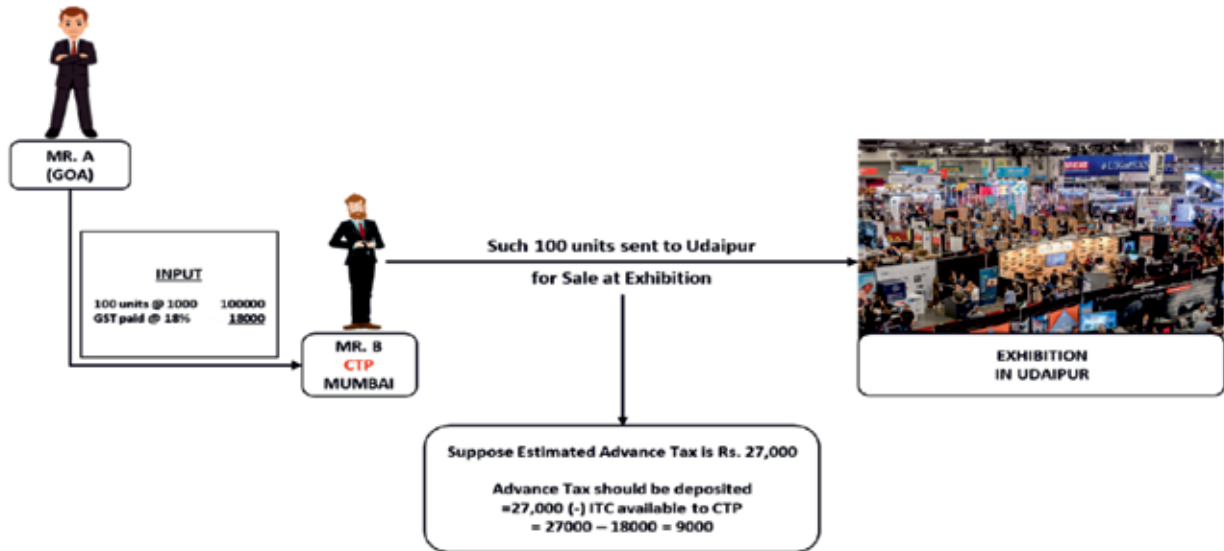 MR. A
(GOA)
INPUT
100 units @ 1000 100000
GST paid @ 18% 18000
MR. B
CTP
MUMBAI
Such 100 units sent to Udaipur
for Sale at Exhibition
EXHIBITION
IN UDAIPUR
Suppose Estimated Advance Tax is Rs. 27,000
Advance Tax should be deposited
=27,000 (-) ITC available to CTP
= 27000 – 18000 = 9000